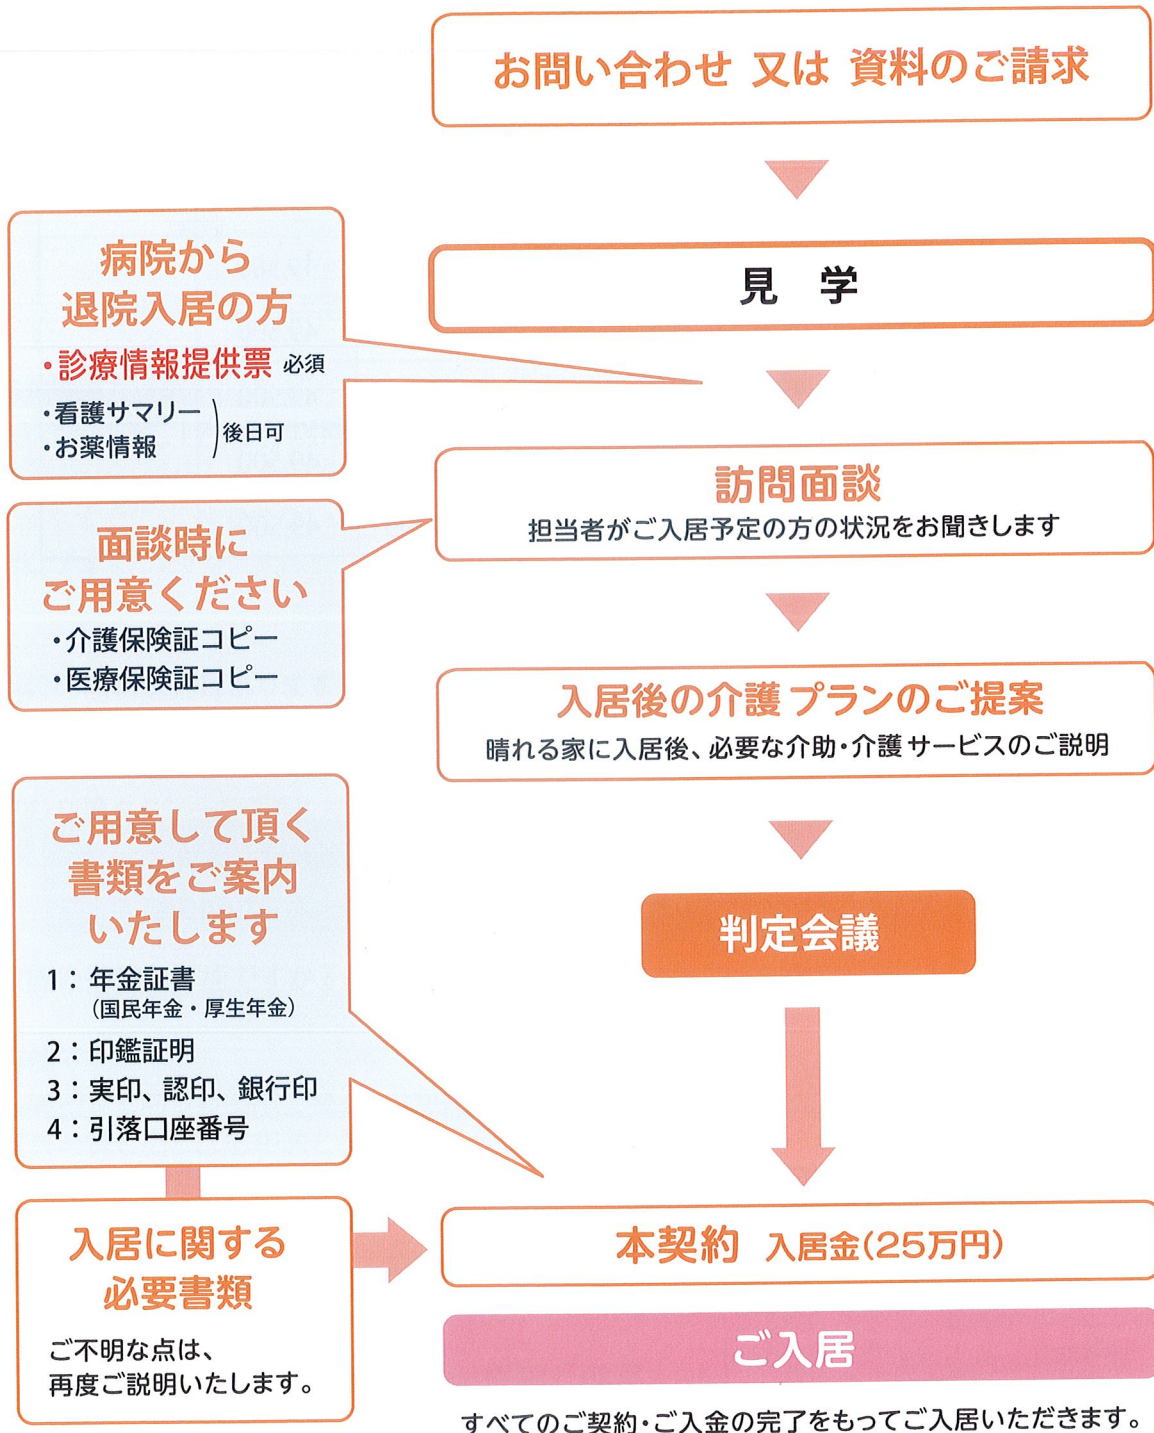 お問い合わせ 又は 資料のご請求
見 学
病院から
退院入居の方
・診療情報提供票 必須
・看護サマリー
・お薬情報
後日可
訪問面談
担当者がご入居予定の方の状況をお聞きします
面談時に
ご用意ください
・介護保険証コピー
・医療保険証コピー
入居後の介護プランのご提案
晴れる家に入居後、必要な介助・介護サービスのご説明
判定会議
ご用意して頂く
書類をご案内
いたします
1：年金証書
（国民年金・厚生年金）
2：印鑑証明
3：実印、認印、銀行印
4：引落口座番号
入居に関する
必要書類
ご不明な点は、
再度ご説明いたします。
本契約 入居金(25万円)
ご入居
すべてのご契約・ご入金の完了をもってご入居いただきます。